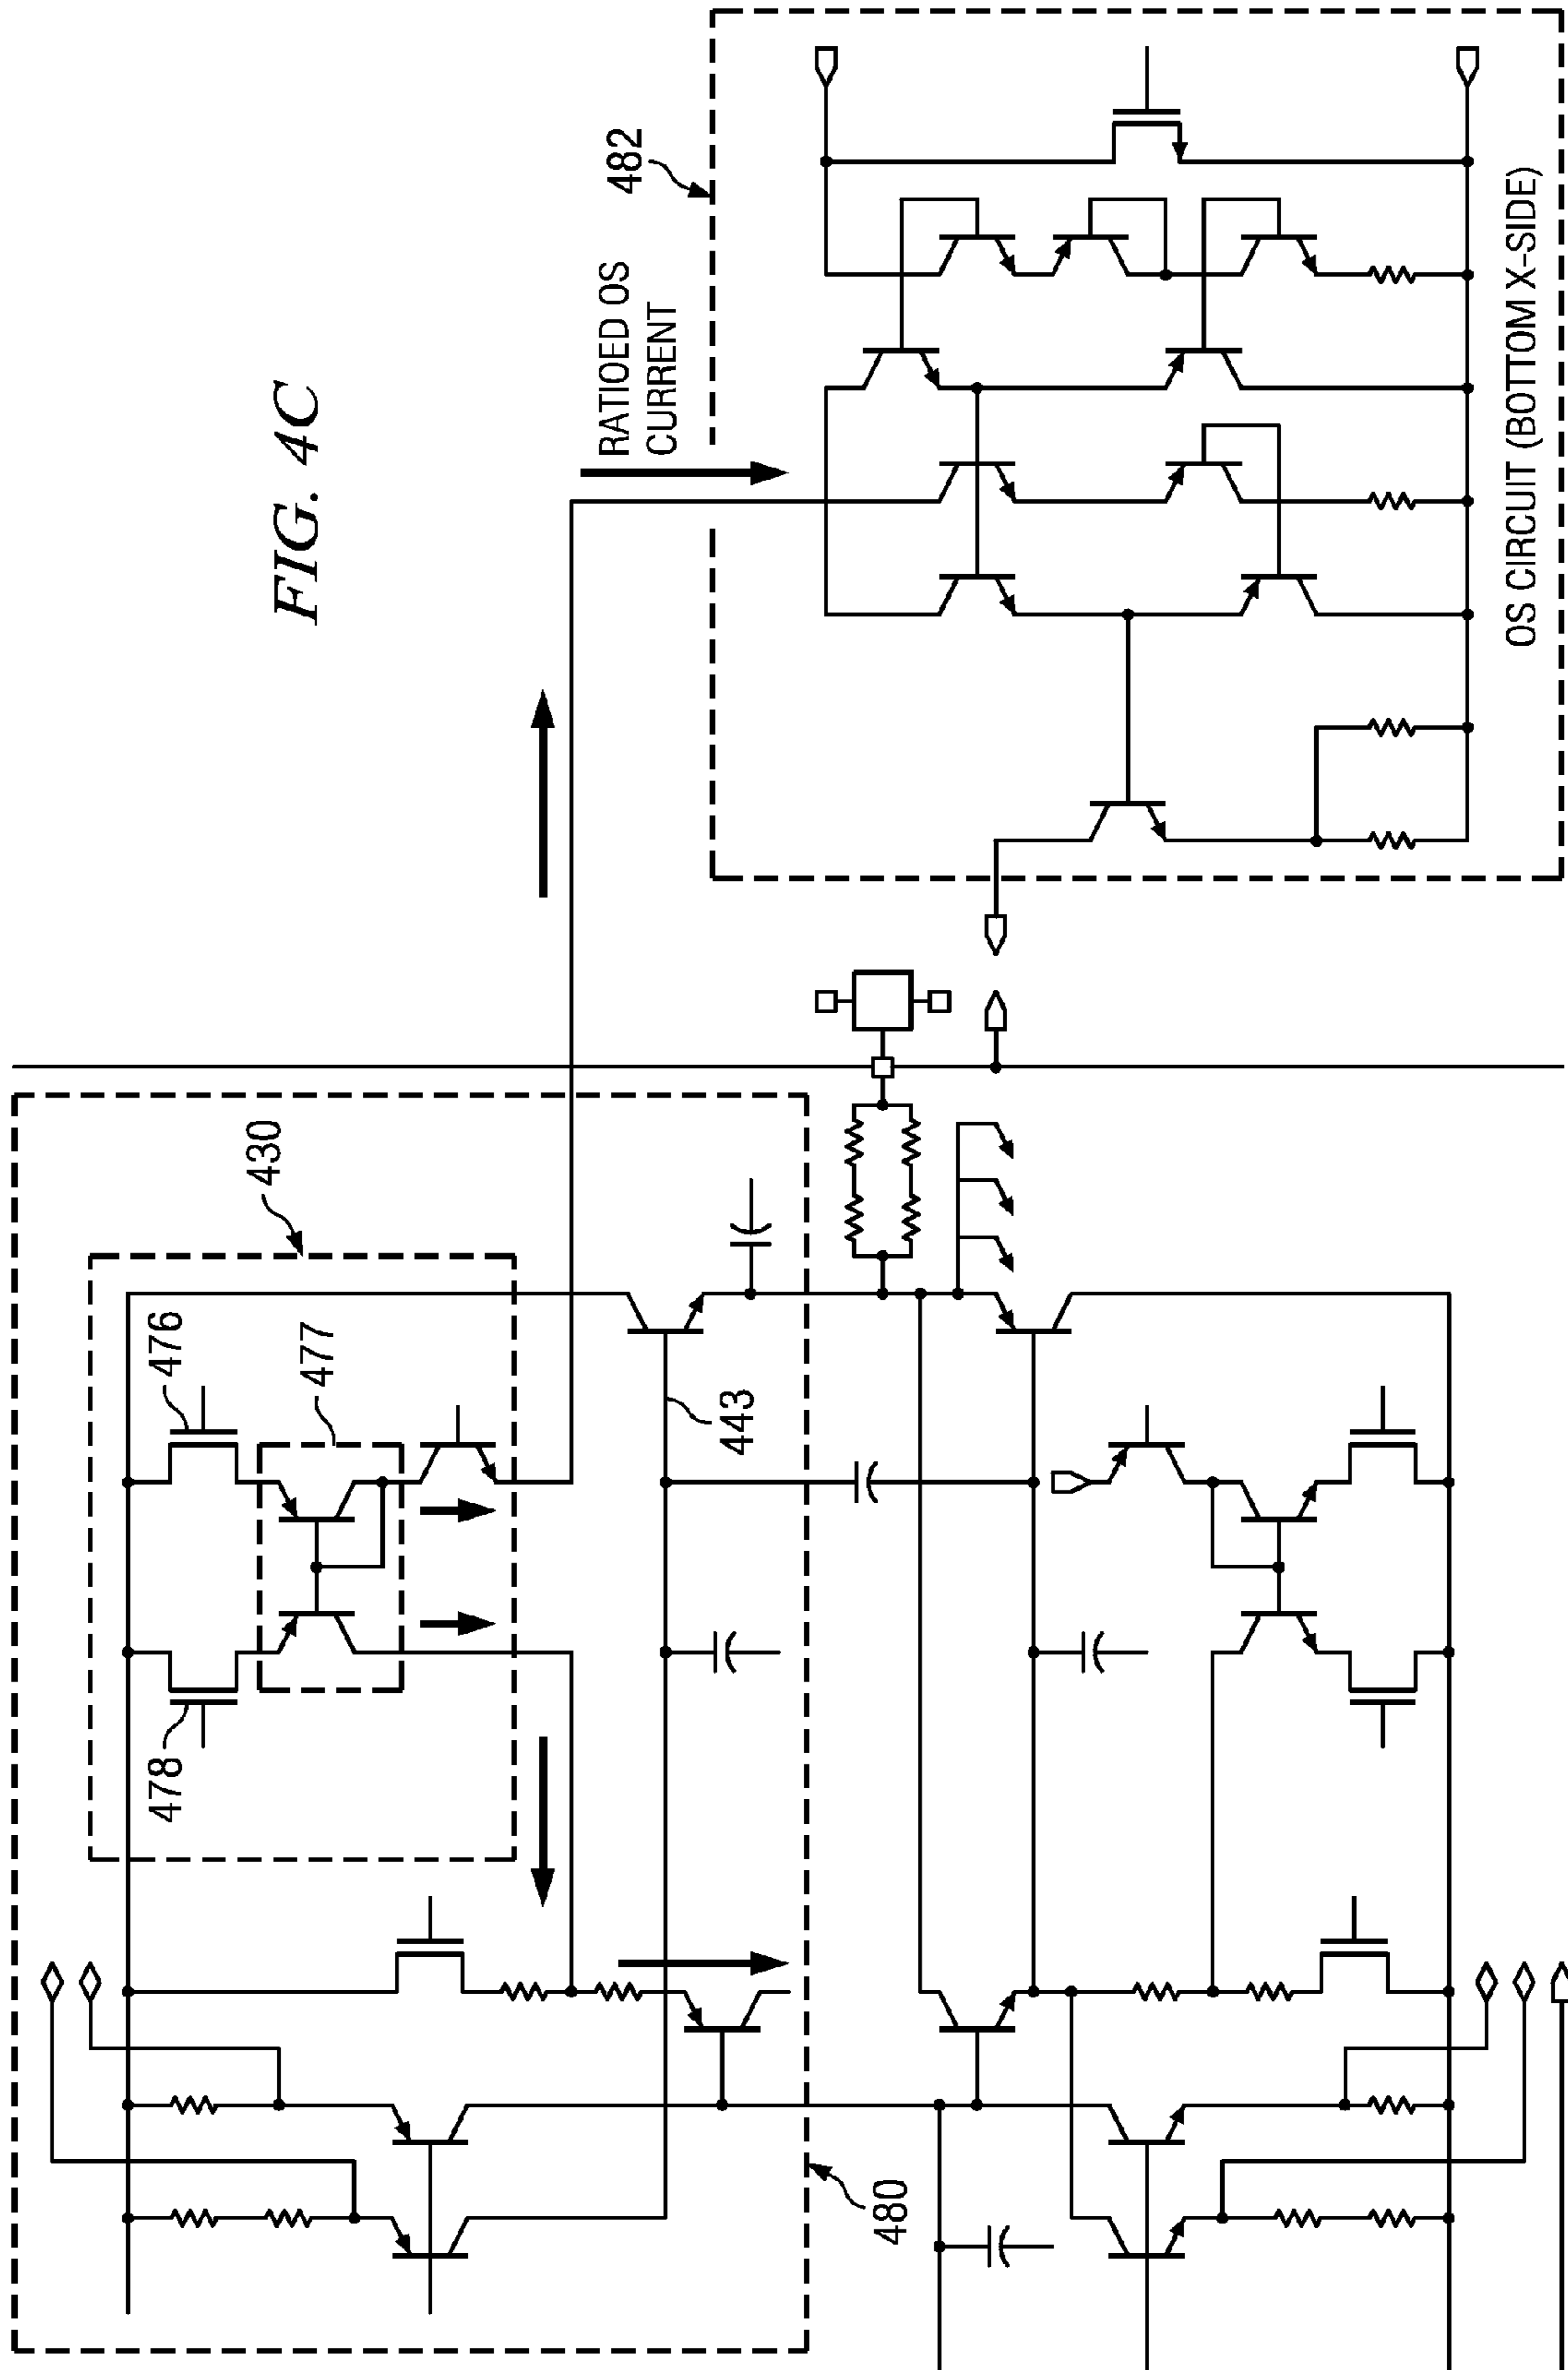 FIG. 4C
430
476
477
478
443
480
482
RATIOED OS
CURRENT
OS CIRCUIT (BOTTOM X-SIDE)